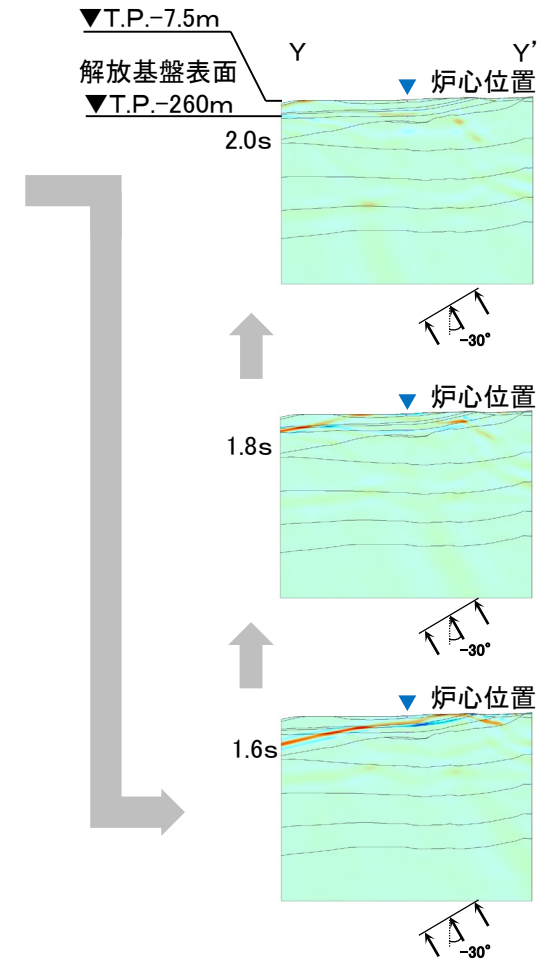 ▼T.P.-7.5m
Y Y'
解放基盤表面
▼炉心位置
▼T.P.-260m
2.0s
-30°
▼炉心位置
1.8s
-30°
▼炉心位置
1.6s
-30°